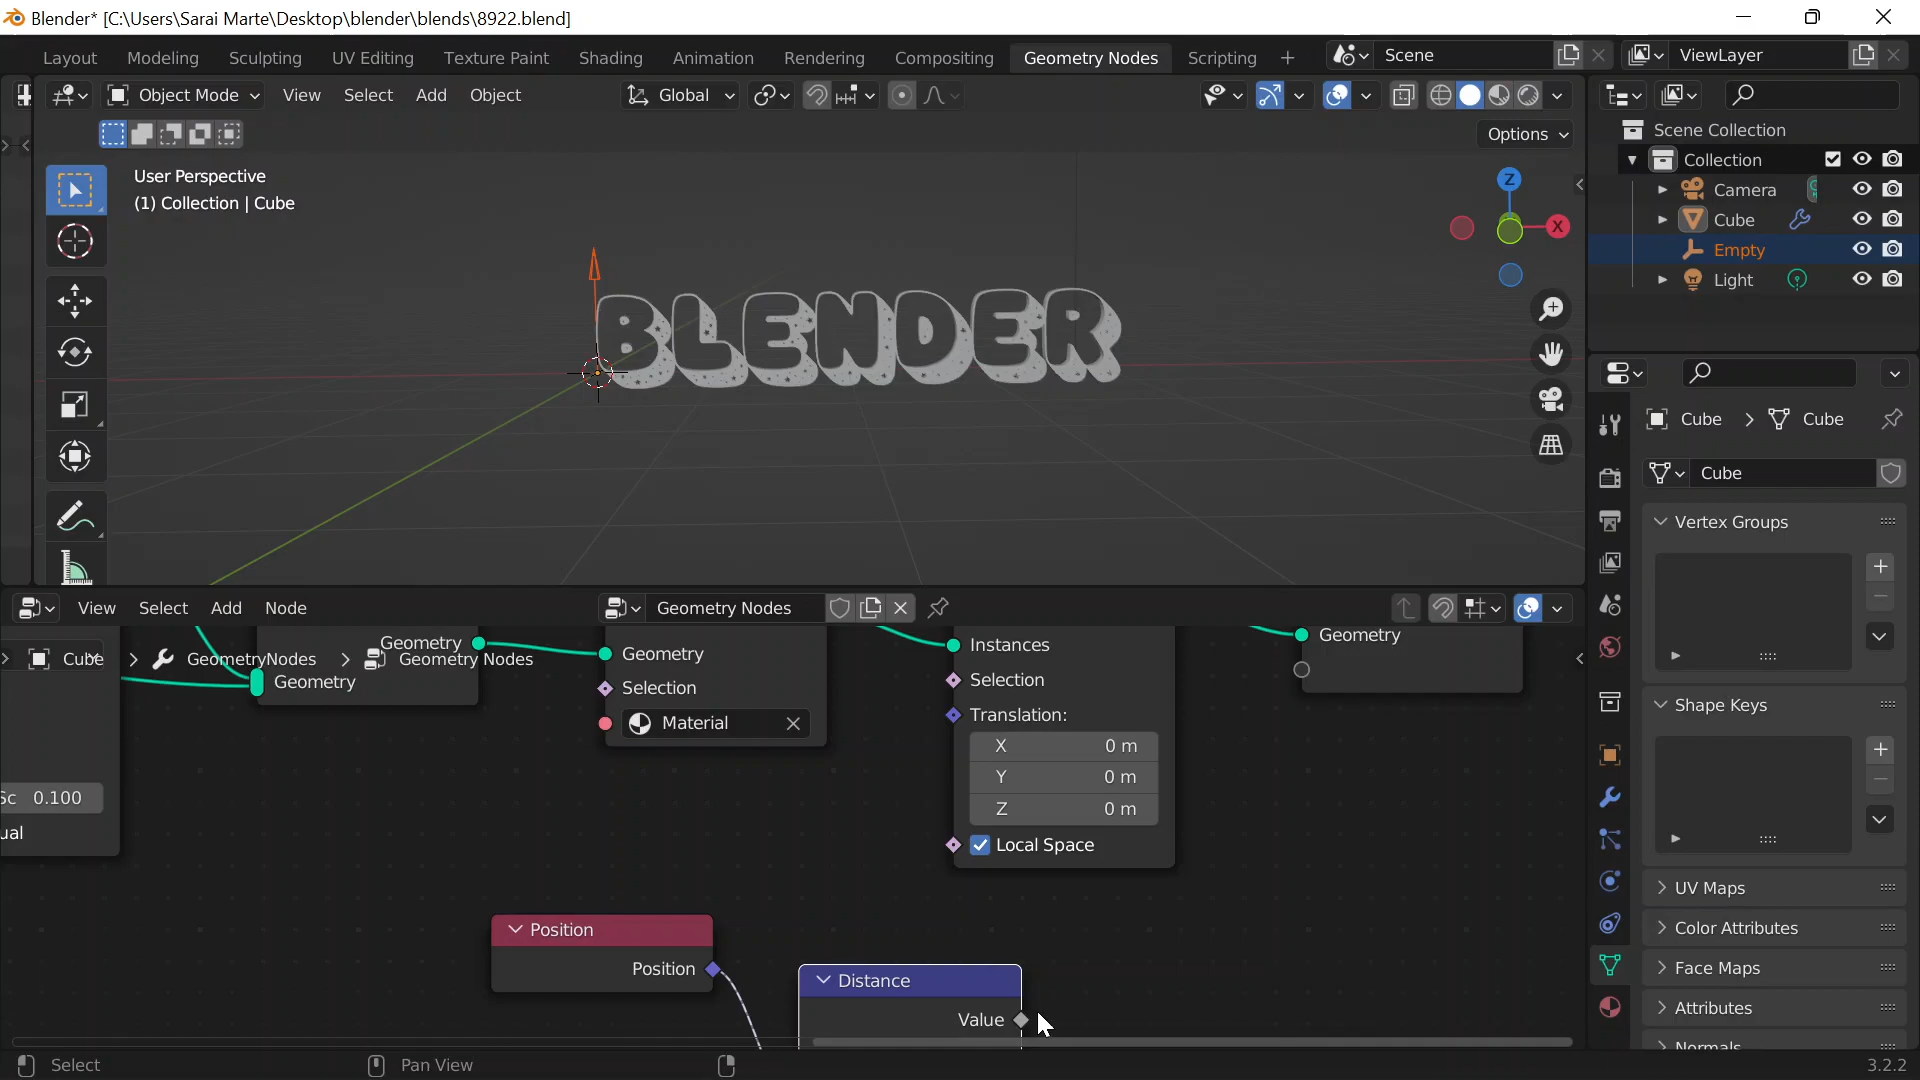 Blender* [C:\Users\Sarai Marte\Desktop\blender\blends\8922.blend]
Layout Modeling Sculpting UV Editing Texture Paint Shading Animation Rendering Compositing Geometry Nodes Scripting + Scene ViewLayer
Object Mode View Select Add Object Global
Options
User Perspective
(1) Collection | Cube
Z
X
BLENDER
Scene Collection
Collection
Camera
Cube
Empty
Light
Cube > Cube
Cube
Vertex Groups
Shape Keys
UV Maps
Color Attributes
Face Maps
Attributes
Normals
View Select Add Node Geometry Nodes
Cube > GeometryNodes > Geometry Nodes
Geometry
Geometry
Sc 0.100
ual
Geometry
Selection
Material
Instances
Selection
Translation:
X 0 m
Y 0 m
Z 0 m
Local Space
Geometry
Position
Position
Distance
Value
Select Pan View 3.2.2